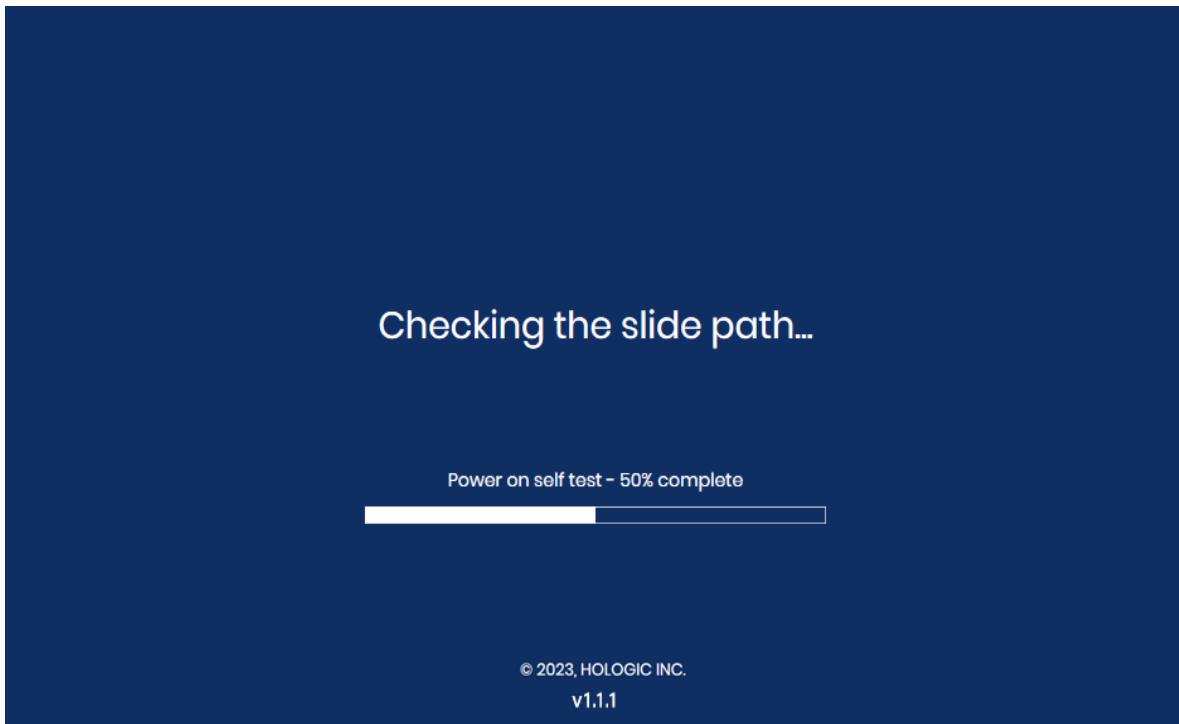 Checking the slide path...
Power on self test - 50% complete
© 2023, HOLOGIC INC.
v1.1.1